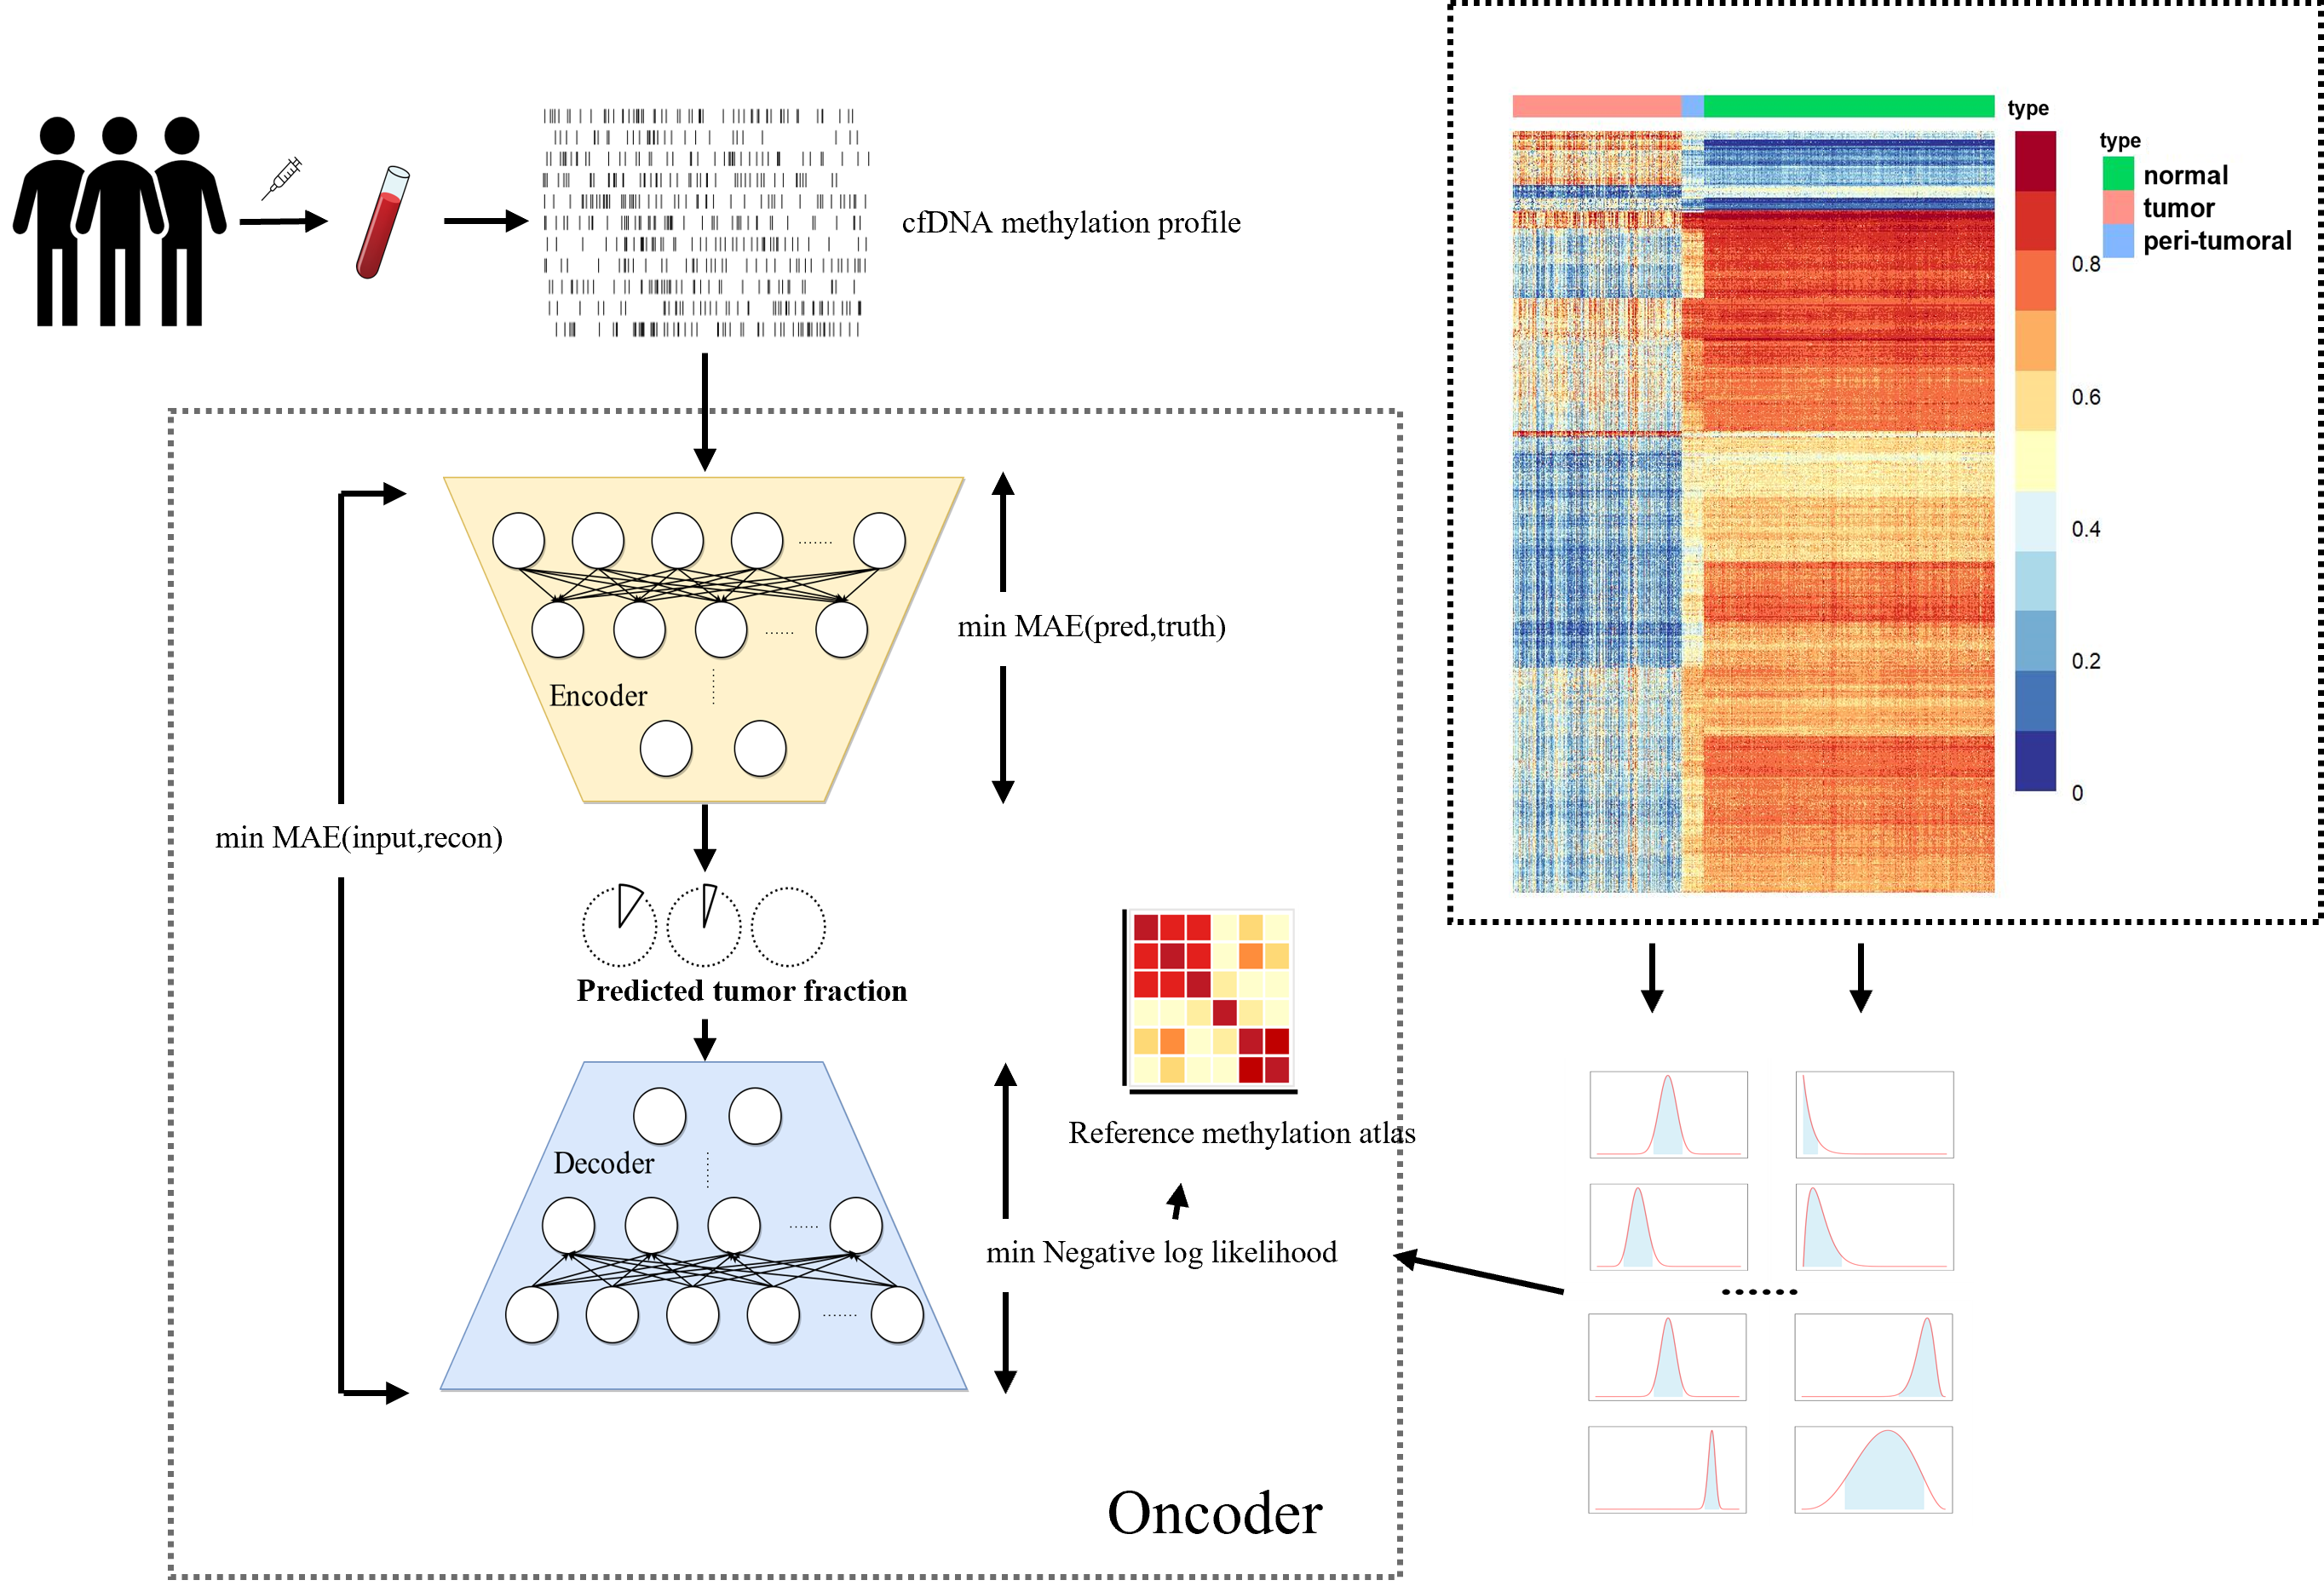 cfDNA methylation profile
type
type
normal
tumor
peri-tumoral
0.8
0.6
0.4
0.2
0
min MAE(pred,truth)
Encoder
min MAE(input,recon)
Predicted tumor fraction
Reference methylation atlas
Decoder
min Negative log likelihood
Oncoder